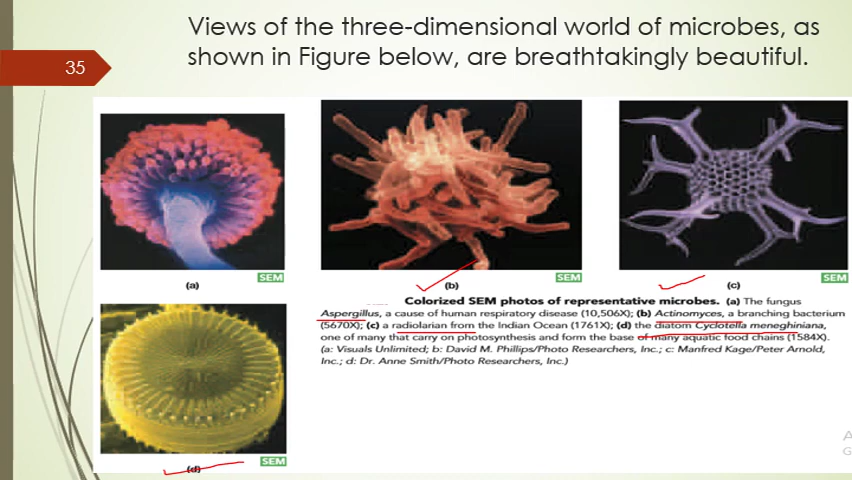 Views of the three-dimensional world of microbes, as
shown in Figure below, are breathtakingly beautiful.
35
SEM
SEM
SEM
(a)
(b)
(c)
Colorized SEM photos of representative microbes. (a) The fungus
Aspergillus, a cause of human respiratory disease (10,506X); (b) Actinomyces, a branching bacterium
(5670X); (c) a radiolarian from the Indian Ocean (1761X); (d) the diatom Cyclotella meneghiniana,
one of many that carry on photosynthesis and form the base of many aquatic food chains (1584X).
(a: Visuals Unlimited; b: David M. Phillips/Photo Researchers, Inc.; c: Manfred Kage/Peter Arnold,
Inc.; d: Dr. Anne Smith/Photo Researchers, Inc.)
SEM
(d)